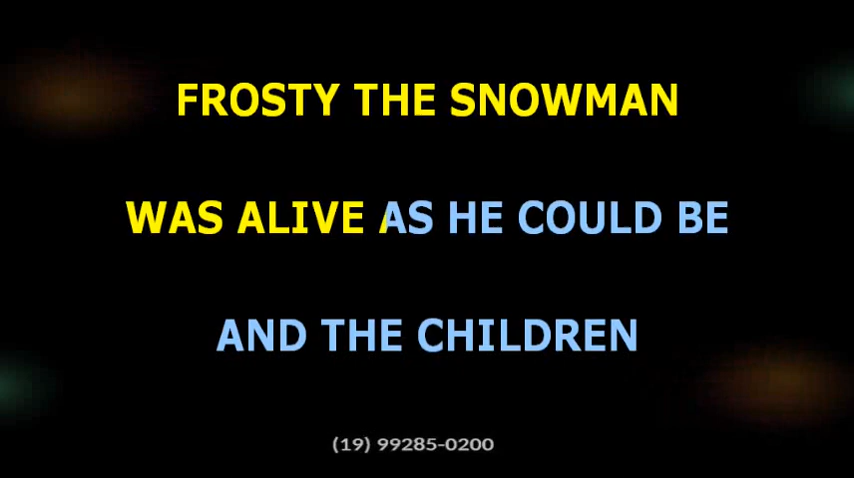 FROSTY THE SNOWMAN
WAS ALIVE AS HE COULD BE
AND THE CHILDREN
(19) 99285-0200